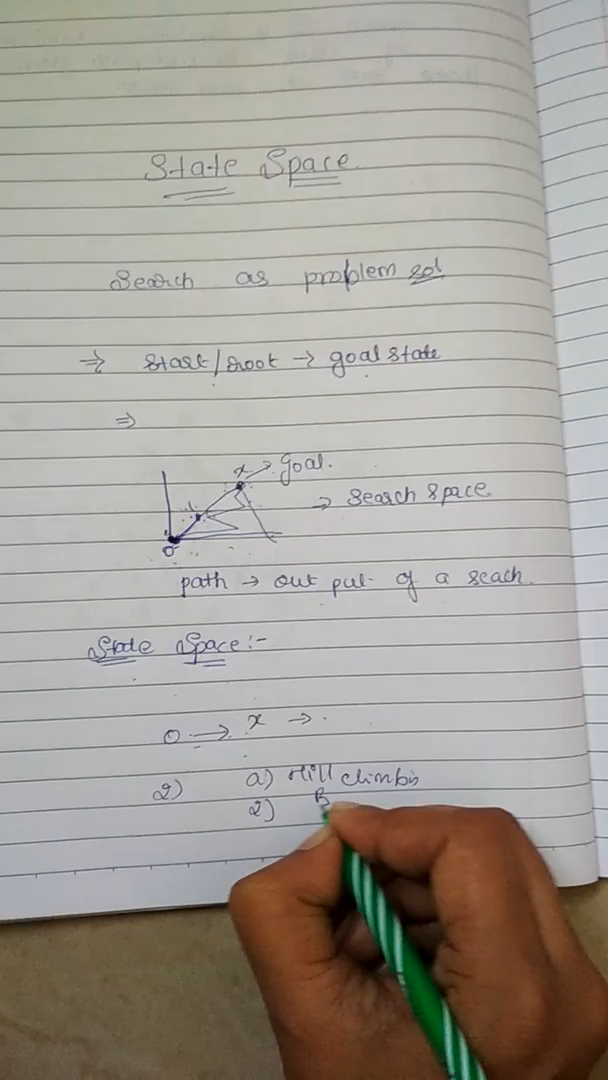 State Space
Search as problem sol
⇒ start/root → goal state
⇒
x → Goal.
→ Search space
O
path → out put of a seach.
State Space:-
O → x →.
2) a) Hill climbin
2) B